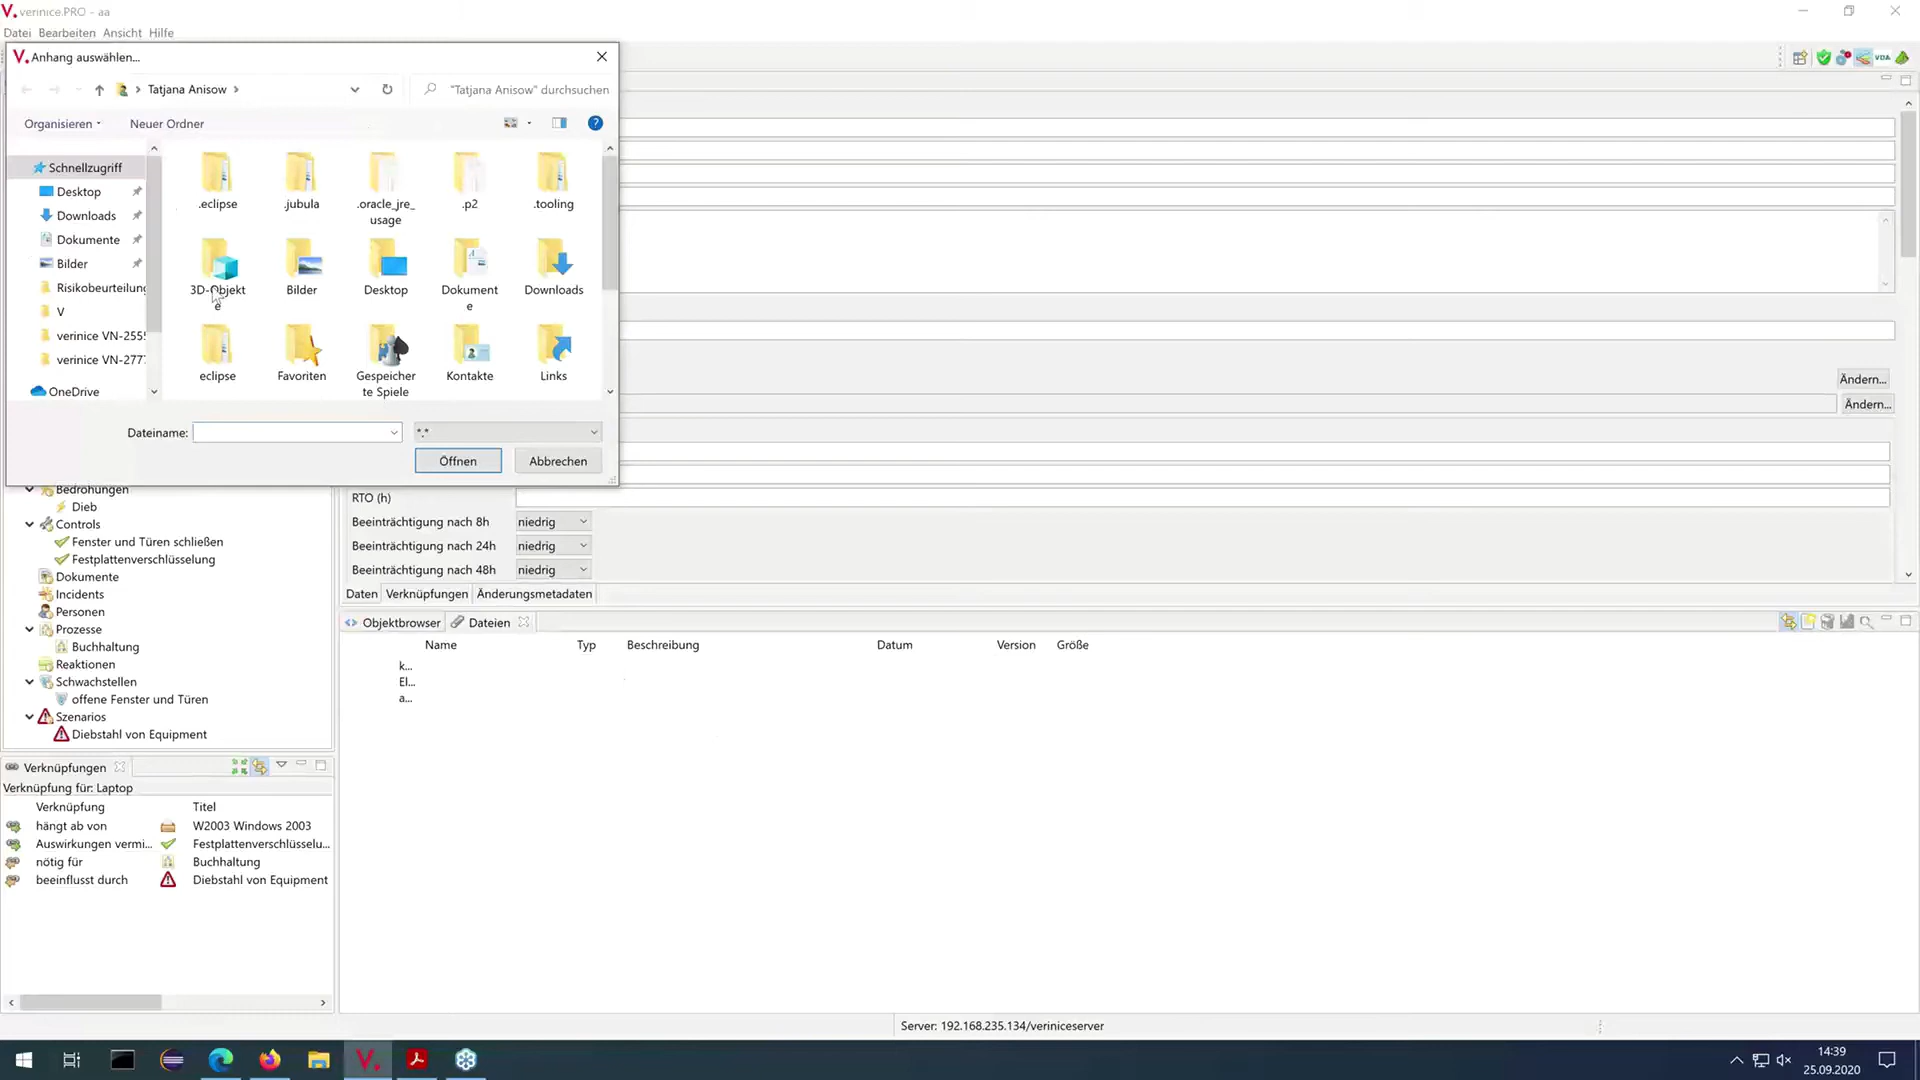 verinice.PRO - aa
Datei Bearbeiten Ansicht Hilfe
Anhang auswählen...
Tatjana Anisow
"Tatjana Anisow" durchsuchen
Organisieren
Neuer Ordner
VDA
Schnellzugriff
Desktop
Downloads
Dokumente
Bilder
Risikobeurteilung
V
verinice VN-2555
verinice VN-2777
OneDrive
.eclipse
.jubula
.oracle_jre_
usage
.p2
.tooling
3D-Objekt
e
Bilder
Desktop
Dokument
e
Downloads
eclipse
Favoriten
Gespeicher
te Spiele
Kontakte
Links
Dateiname:
*.*
Öffnen
Abbrechen
Ändern...
Ändern...
Bedrohungen
Dieb
Controls
Fenster und Türen schließen
Festplattenverschlüsselung
Dokumente
Incidents
Personen
Prozesse
Buchhaltung
Reaktionen
Schwachstellen
offene Fenster und Türen
Szenarios
Diebstahl von Equipment
RTO (h)
Beeinträchtigung nach 8h niedrig
Beeinträchtigung nach 24h niedrig
Beeinträchtigung nach 48h niedrig
Daten Verknüpfungen Änderungsmetadaten
Objektbrowser Dateien
Name Typ Beschreibung Datum Version Größe
k...
El...
a...
Verknüpfungen
Verknüpfung für: Laptop
Verknüpfung Titel
hängt ab von W2003 Windows 2003
Auswirkungen vermi... Festplattenverschlüsselu...
nötig für Buchhaltung
beeinflusst durch Diebstahl von Equipment
Server: 192.168.235.134/veriniceserver
14:39
25.09.2020